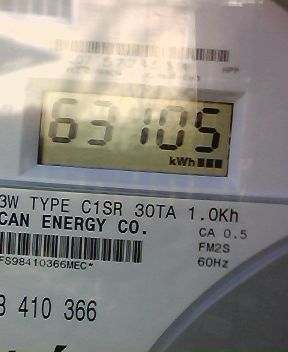 63105
kWh
3W TYPE C1SR 30TA 1.0Kh
CAN ENERGY CO.
CA 0.5
FM2S
FS98410366MEC*
60Hz
3 410 366